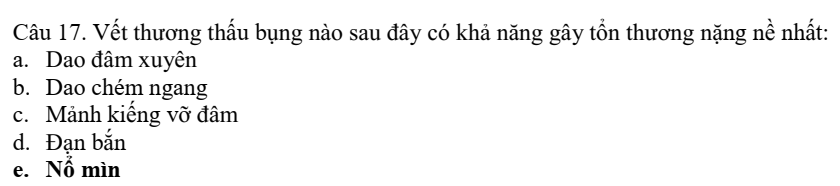 Câu 17. Vết thương thấu bụng nào sau đây có khả năng gây tổn thương nặng nề nhất:
a. Dao đâm xuyên
b. Dao chém ngang
c. Mảnh kiếng vỡ đâm
d. Đạn bắn
e. Nổ mìn